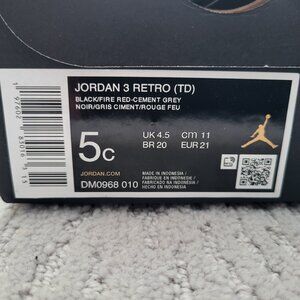 JORDAN 3 RETRO (TD)
BLACK/FIRE RED-CEMENT GREY
NOIR/GRIS CIMENT/ROUGE FEU
5c
UK 4.5 cm 11
BR 20 EUR 21
JORDAN.COM
DM0968 010
MADE IN INDONESIA /
FABRIQUE EN INDONESIE /
FABRICADO NA INDONÉSIA /
HECHO EN INDONESIA